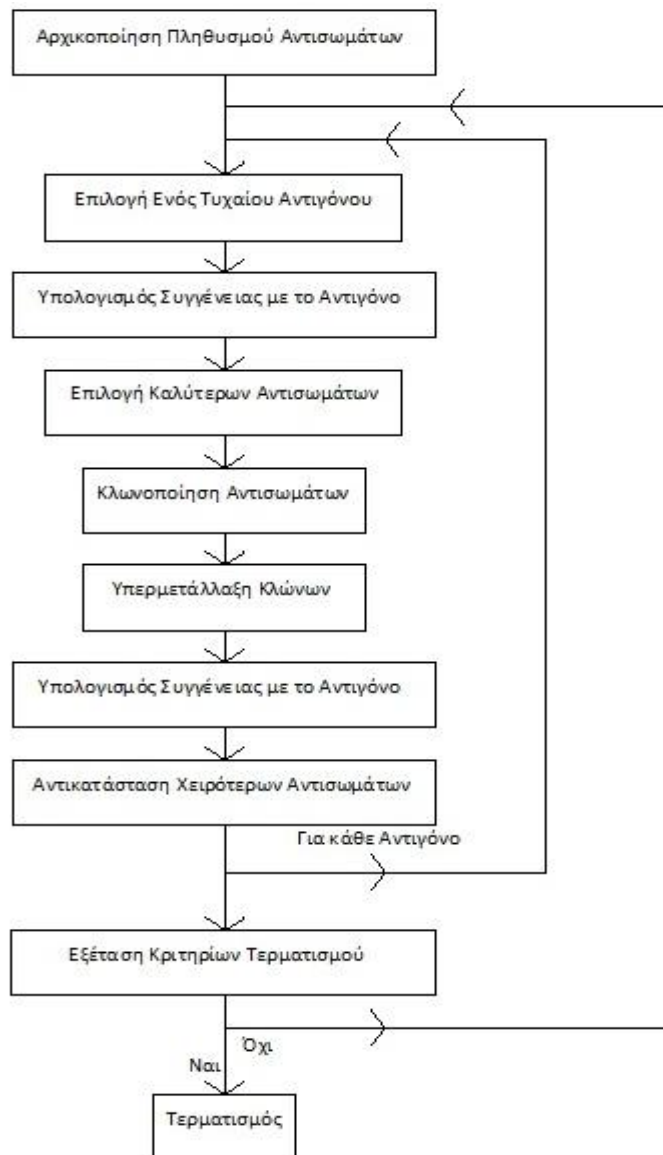 Αρχικοποίηση Πληθυσμού Αντισωμάτων
Επιλογή Ενός Τυχαίου Αντιγόνου
Υπολογισμός Συγγένειας με το Αντιγόνο
Επιλογή Καλύτερων Αντισωμάτων
Κλωνοποίηση Αντισωμάτων
Υπερμετάλλαξη Κλώνων
Υπολογισμός Συγγένειας με το Αντιγόνο
Αντικατάσταση Χειρότερων Αντισωμάτων
Για κάθε Αντιγόνο
Εξέταση Κριτηρίων Τερματισμού
Όχι
Ναι
Τερματισμός